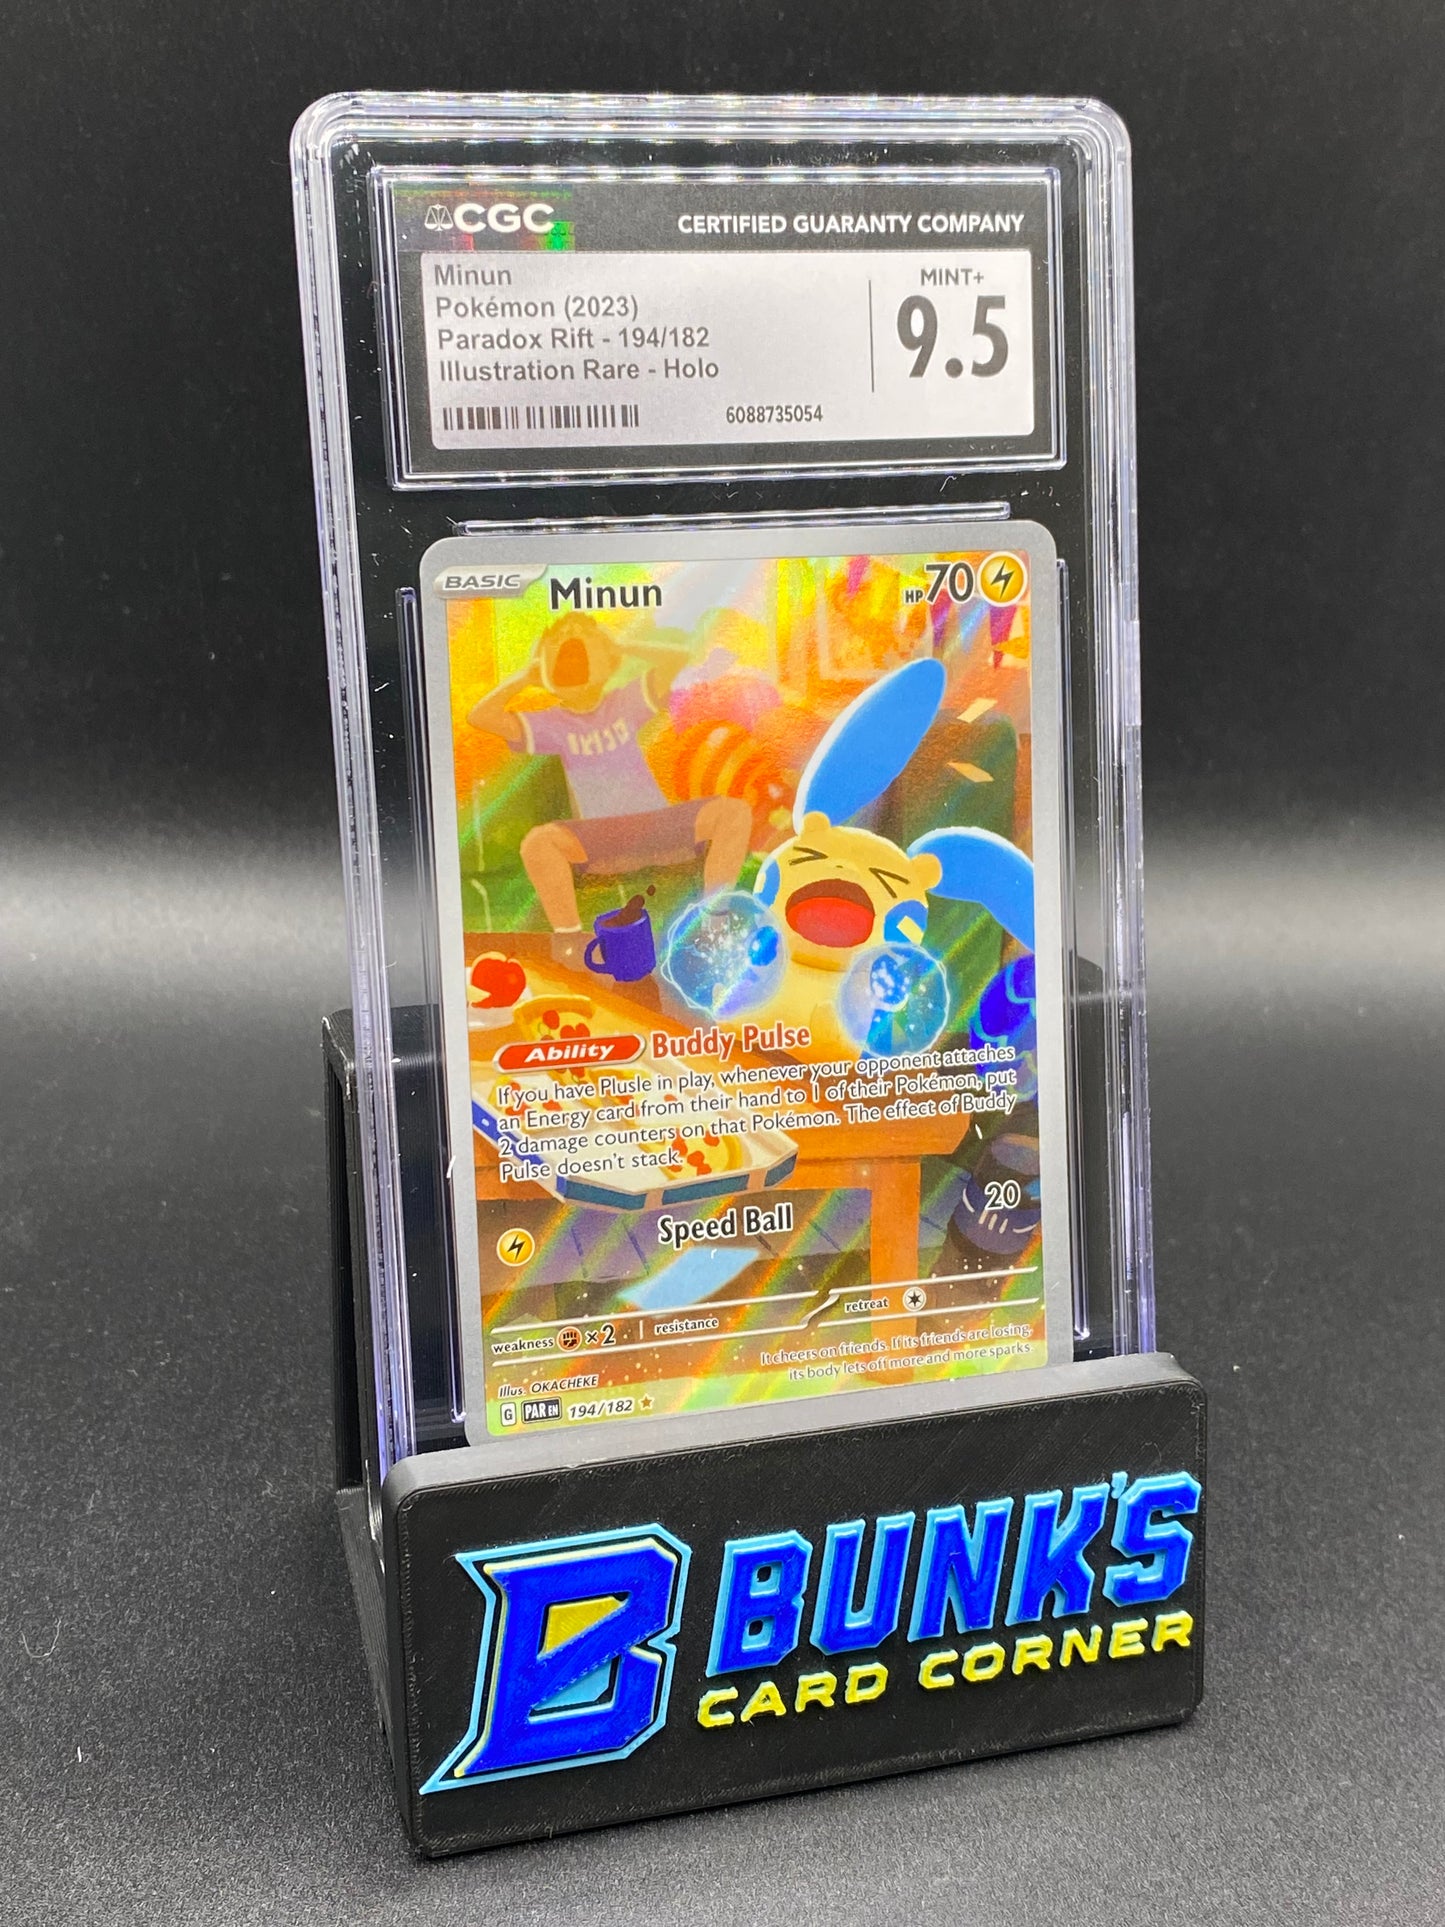 CGC
CERTIFIED GUARANTY COMPANY
Minun
Pokémon (2023)
Paradox Rift - 194/182
Illustration Rare - Holo
MINT+
9.5
6088735054
BASIC Minun HP 70
Ability Buddy Pulse
If you have Plusle in play, whenever your opponent attaches
an Energy card from their hand to 1 of their Pokémon, put
2 damage counters on that Pokémon. The effect of Buddy
Pulse doesn't stack.
Speed Ball 20
weakness ×2 resistance retreat
It cheers on friends. If its friends are losing,
its body lets off more and more sparks.
Illus. OKACHEKE
G PAR EN 194/182
B
BUNK'S
CARD CORNER